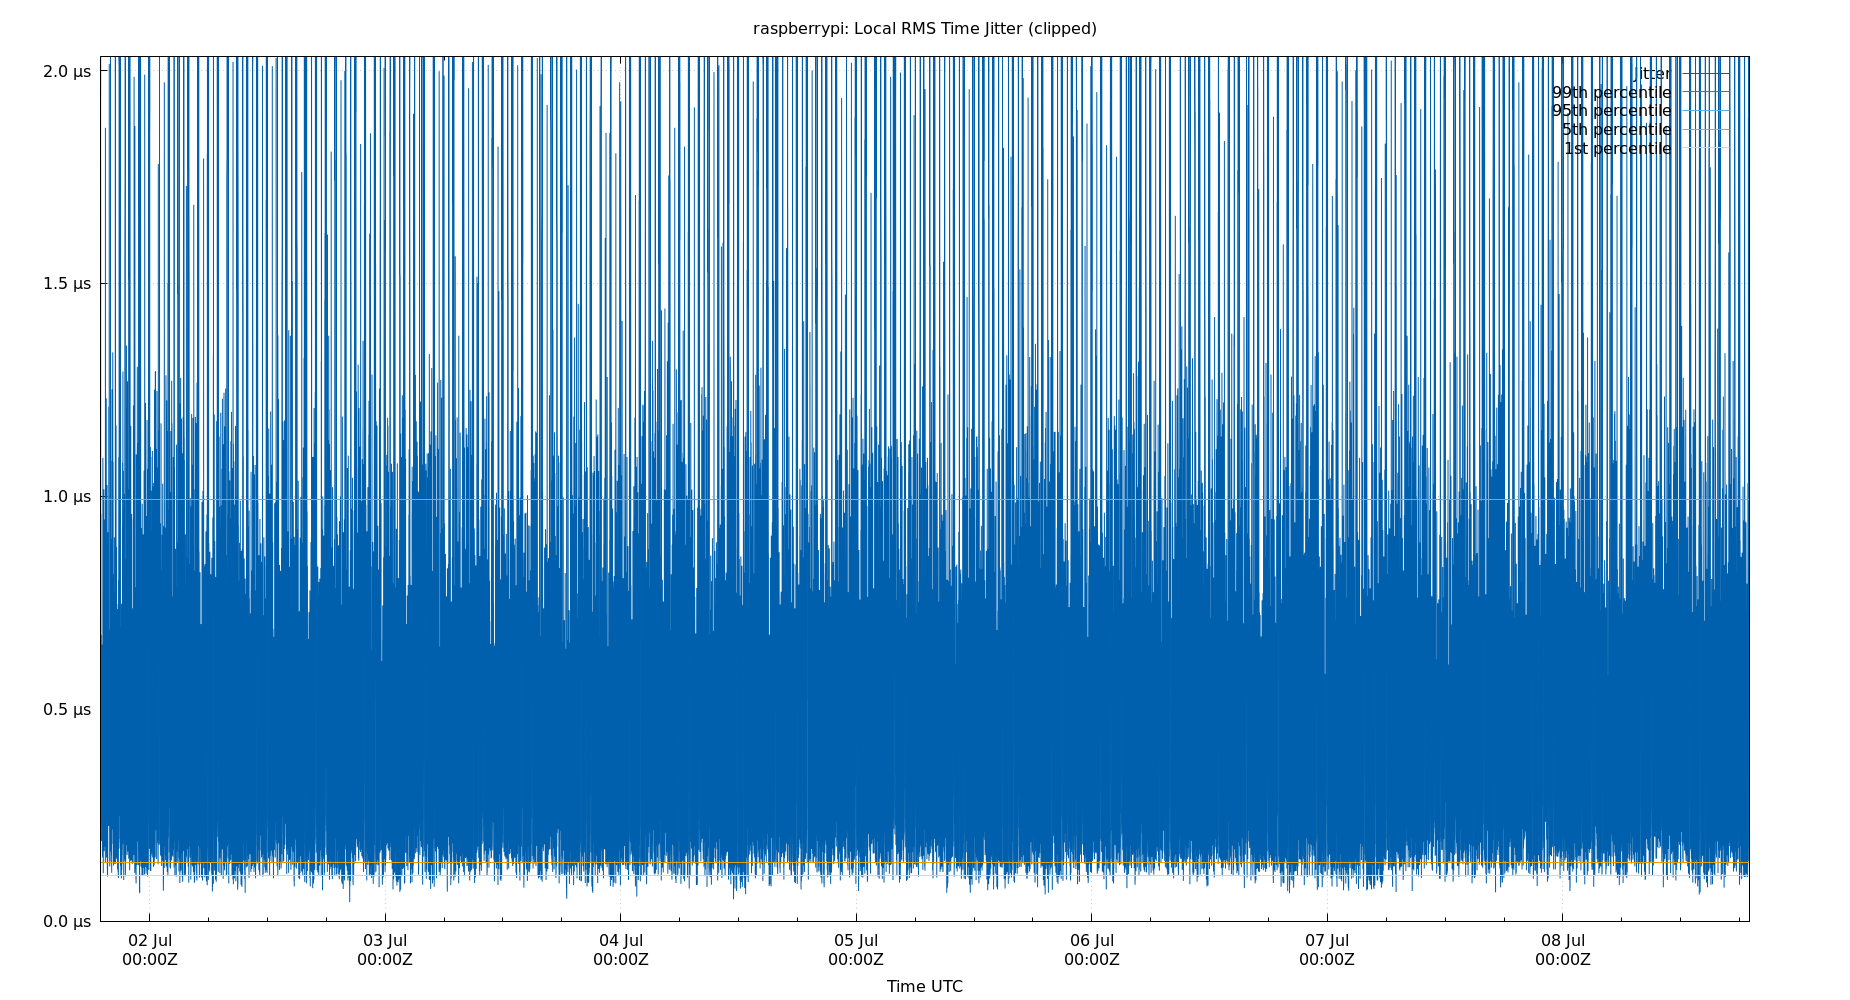 raspberrypi: Local RMS Time Jitter (clipped)
2.0 µs
1.5 µs
1.0 µs
0.5 µs
0.0 µs
Jitter
99th percentile
95th percentile
5th percentile
1st percentile
02 Jul 03 Jul 04 Jul 05 Jul 06 Jul 07 Jul 08 Jul
00:00Z 00:00Z 00:00Z 00:00Z 00:00Z 00:00Z 00:00Z
Time UTC